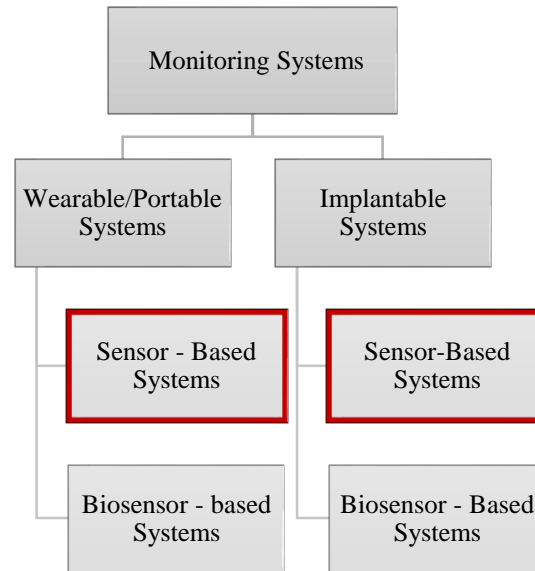 Monitoring Systems
Wearable/Portable
Systems
Implantable
Systems
Sensor - Based
Systems
Sensor-Based
Systems
Biosensor - based
Systems
Biosensor - Based
Systems